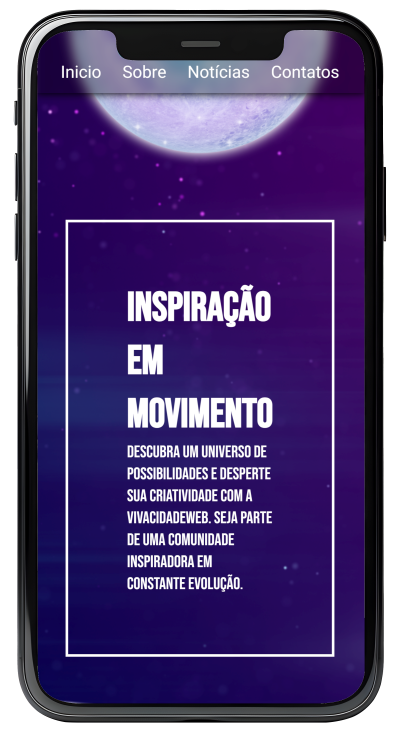 Inicio Sobre Notícias Contatos
INSPIRAÇÃO
EM
MOVIMENTO
DESCUBRA UM UNIVERSO DE
POSSIBILIDADES E DESPERTE
SUA CRIATIVIDADE COM A
VIVACIDADEWEB. SEJA PARTE
DE UMA COMUNIDADE
INSPIRADORA EM
CONSTANTE EVOLUÇÃO.